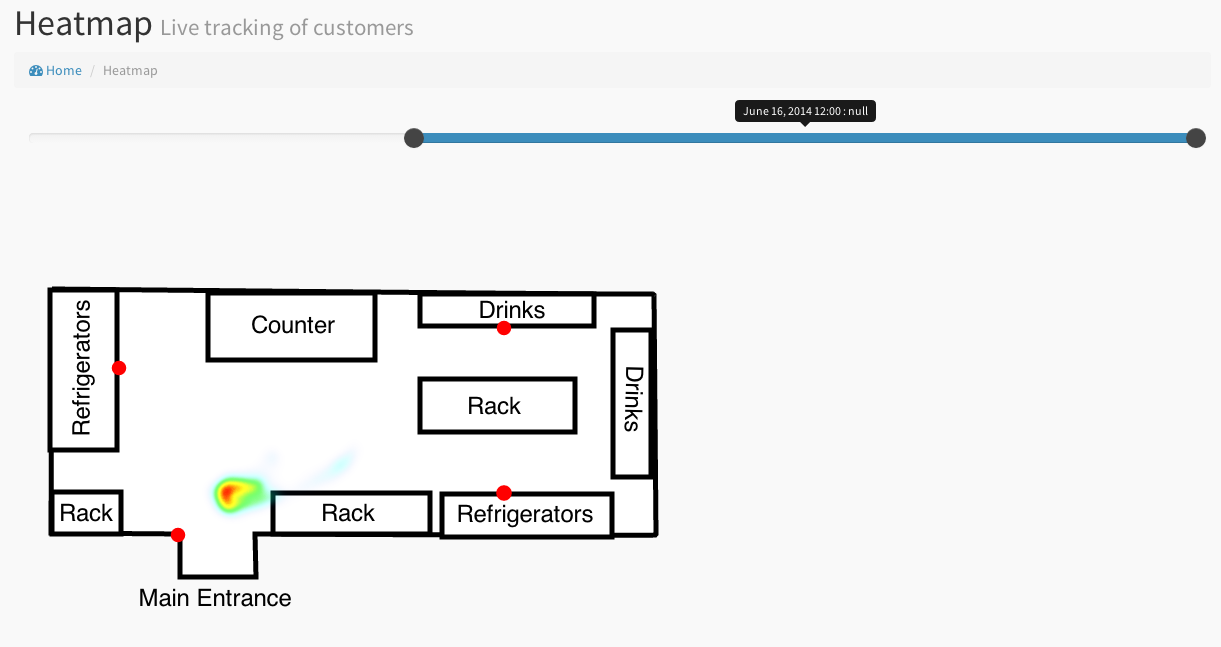 Heatmap Live tracking of customers
Home / Heatmap
June 16, 2014 12:00 : null
Refrigerators
Counter
Drinks
Rack
Drinks
Rack
Rack
Refrigerators
Main Entrance